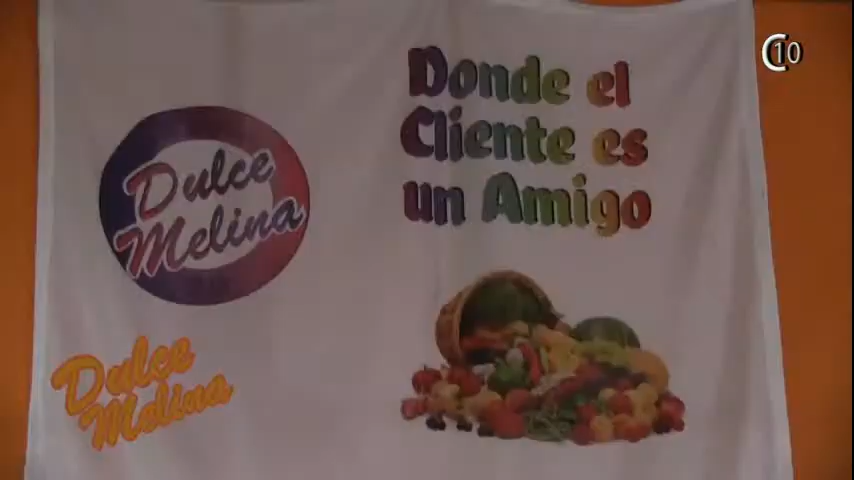 C10
Donde el
Cliente es
un Amigo
Dulce
Melina
Dulce
Melina